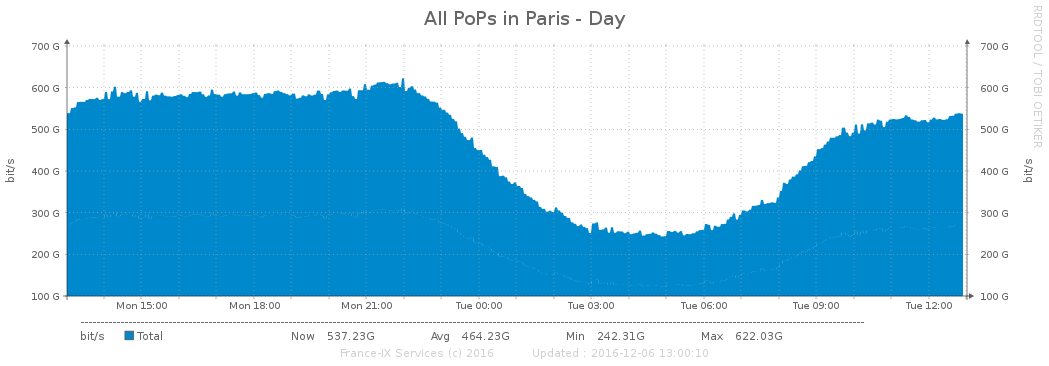 All PoPs in Paris - Day
RRDTOOL / TOBI OETIKER
bit/s
700 G
600 G
500 G
400 G
300 G
200 G
100 G
700 G
600 G
500 G
400 G
300 G
200 G
100 G
bit/s
Mon 15:00 Mon 18:00 Mon 21:00 Tue 00:00 Tue 03:00 Tue 06:00 Tue 09:00 Tue 12:00
bit/s Total Now 537.23G Avg 464.23G Min 242.31G Max 622.03G
France-IX Services (c) 2016 Updated : 2016-12-06 13:00:10